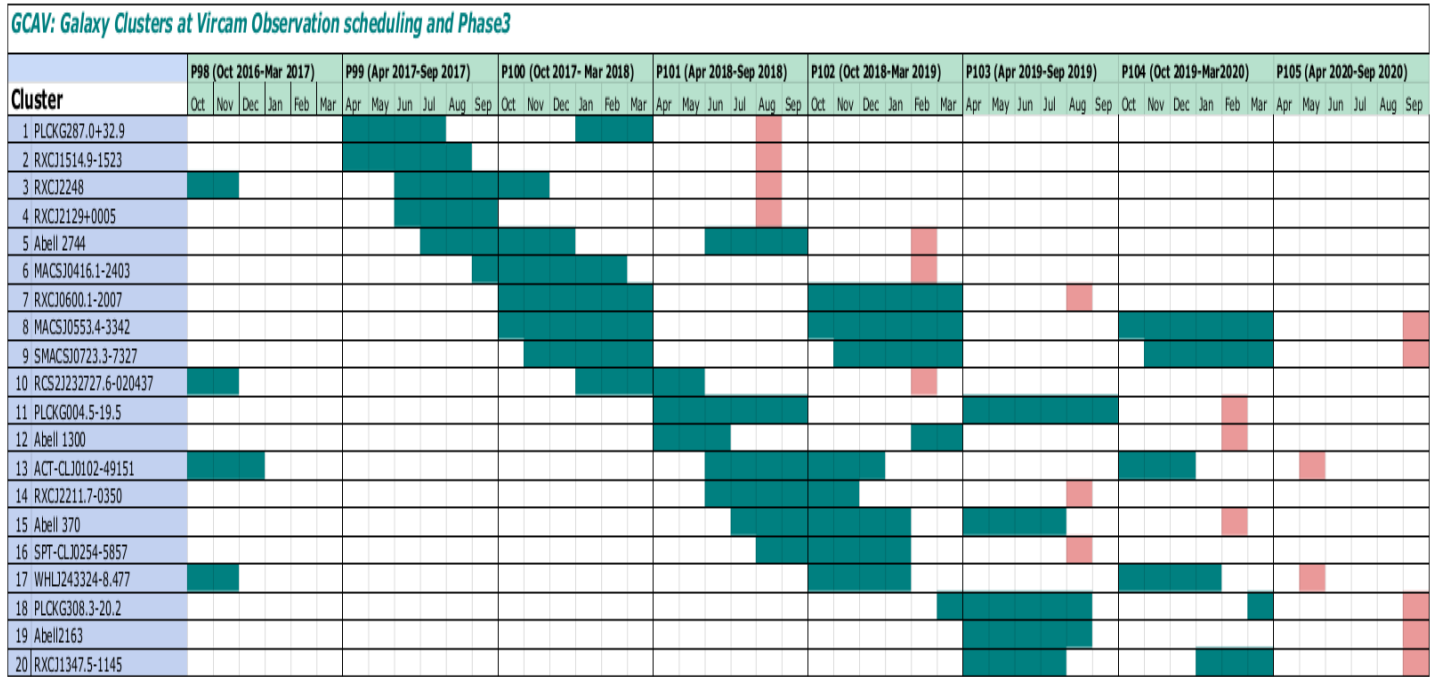 GCAV: Galaxy Clusters at Vircam Observation scheduling and Phase3
P98 (Oct 2016-Mar 2017) P99 (Apr 2017-Sep 2017) P100 (Oct 2017- Mar 2018) P101 (Apr 2018-Sep 2018) P102 (Oct 2018-Mar 2019) P103 (Apr 2019-Sep 2019) P104 (Oct 2019-Mar2020) P105 (Apr 2020-Sep 2020)
Cluster Oct Nov Dec Jan Feb Mar Apr May Jun Jul Aug Sep Oct Nov Dec Jan Feb Mar Apr May Jun Jul Aug Sep Oct Nov Dec Jan Feb Mar Apr May Jun Jul Aug Sep Oct Nov Dec Jan Feb Mar Apr May Jun Jul Aug Sep
1 PLCKG287.0+32.9
2 RXCJ1514.9-1523
3 RXCJ2248
4 RXCJ2129+0005
5 Abell 2744
6 MACSJ0416.1-2403
7 RXCJ0600.1-2007
8 MACSJ0553.4-3342
9 SMACSJ0723.3-7327
10 RCS2J232727.6-020437
11 PLCKG004.5-19.5
12 Abell 1300
13 ACT-CLJ0102-49151
14 RXCJ2211.7-0350
15 Abell 370
16 SPT-CLJ0254-5857
17 WHLJ243324-8.477
18 PLCKG308.3-20.2
19 Abell2163
20 RXCJ1347.5-1145